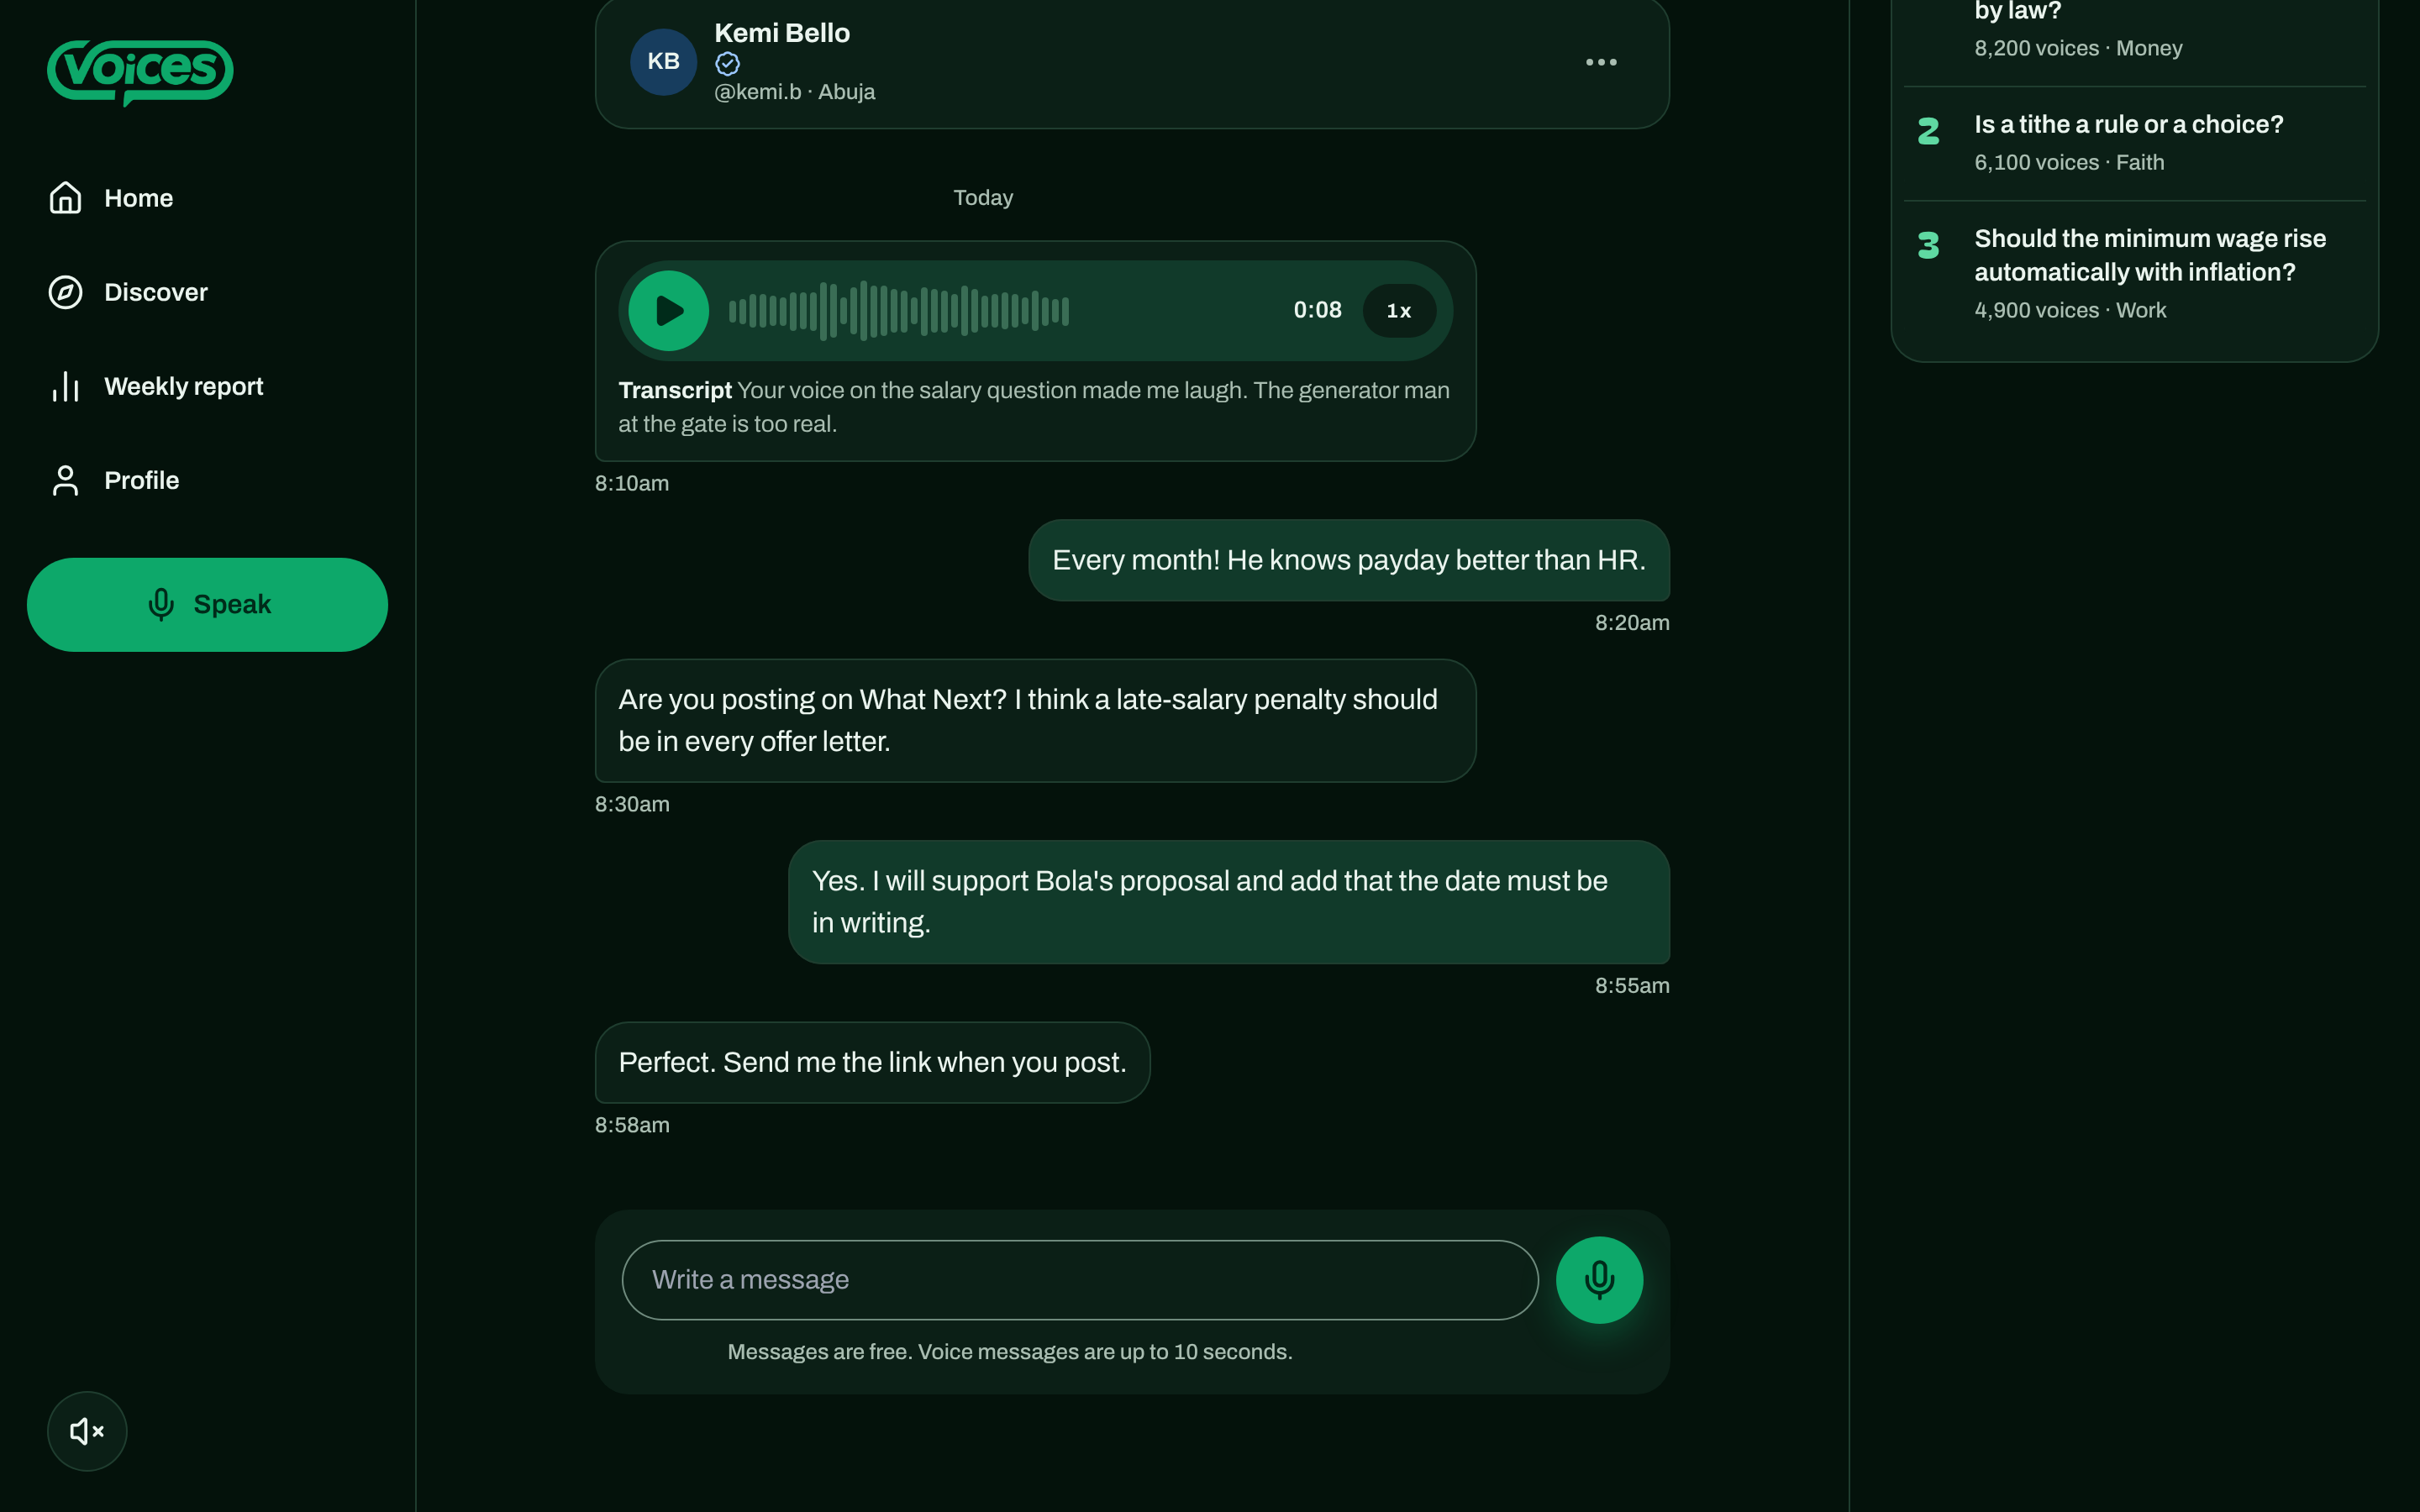 Voices
Home
Discover
Weekly report
Profile
Speak
KB
Kemi Bello
@kemi.b · Abuja
Today
0:08
1x
Transcript Your voice on the salary question made me laugh. The generator man
at the gate is too real.
8:10am
Every month! He knows payday better than HR.
8:20am
Are you posting on What Next? I think a late-salary penalty should
be in every offer letter.
8:30am
Yes. I will support Bola's proposal and add that the date must be
in writing.
8:55am
Perfect. Send me the link when you post.
8:58am
Write a message
Messages are free. Voice messages are up to 10 seconds.
by law?
8,200 voices · Money
2
Is a tithe a rule or a choice?
6,100 voices · Faith
3
Should the minimum wage rise
automatically with inflation?
4,900 voices · Work